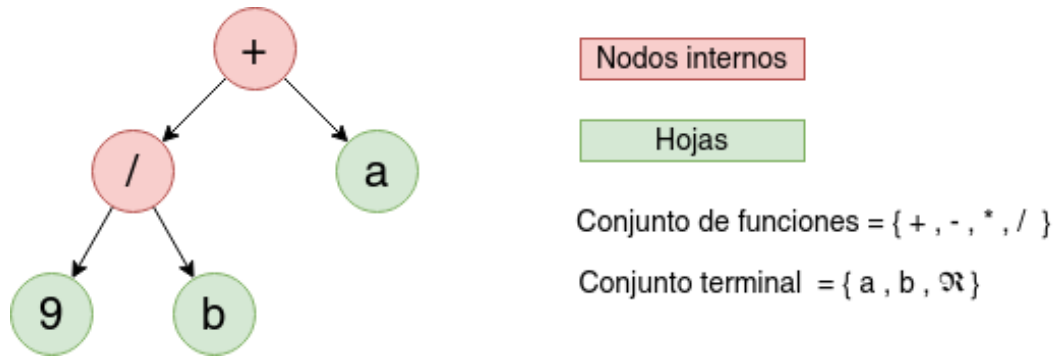 +
Nodos internos
/
a
Hojas
9
b
Conjunto de funciones = { + , - , * , / }
Conjunto terminal = { a , b , ℜ }